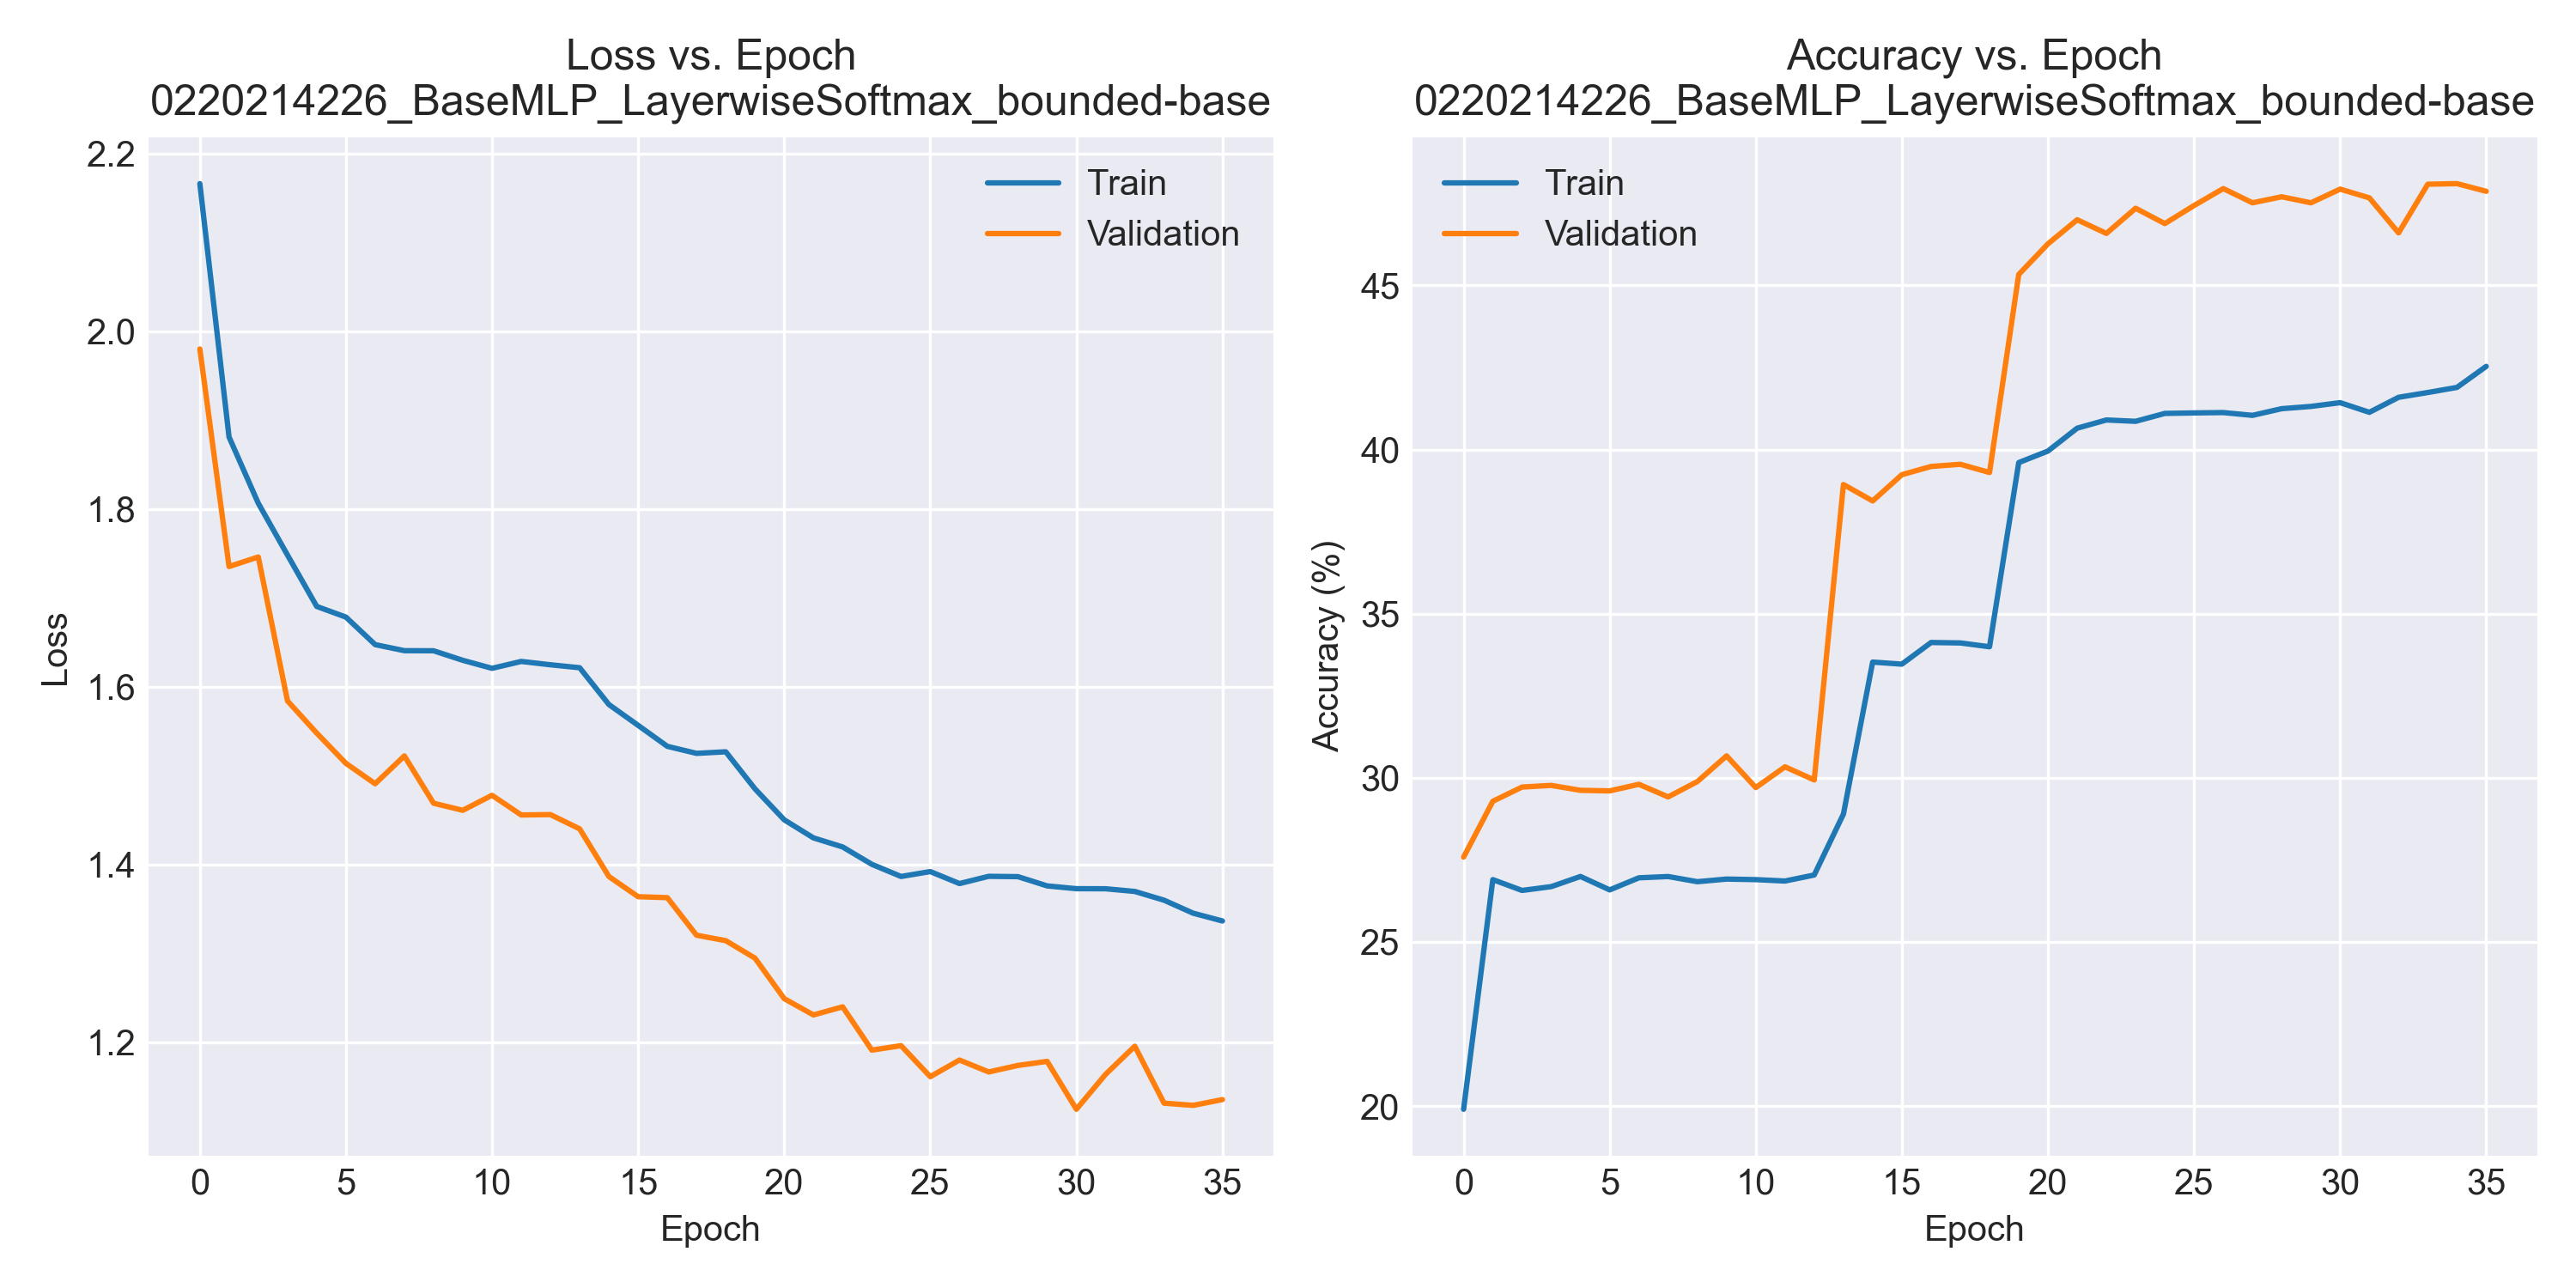 Loss vs. Epoch
0220214226_BaseMLP_LayerwiseSoftmax_bounded-base
Train
Validation
2.2
2.0
1.8
1.6
1.4
1.2
Loss
0 5 10 15 20 25 30 35
Epoch
Accuracy vs. Epoch
0220214226_BaseMLP_LayerwiseSoftmax_bounded-base
Train
Validation
45
40
35
30
25
20
Accuracy (%)
0 5 10 15 20 25 30 35
Epoch